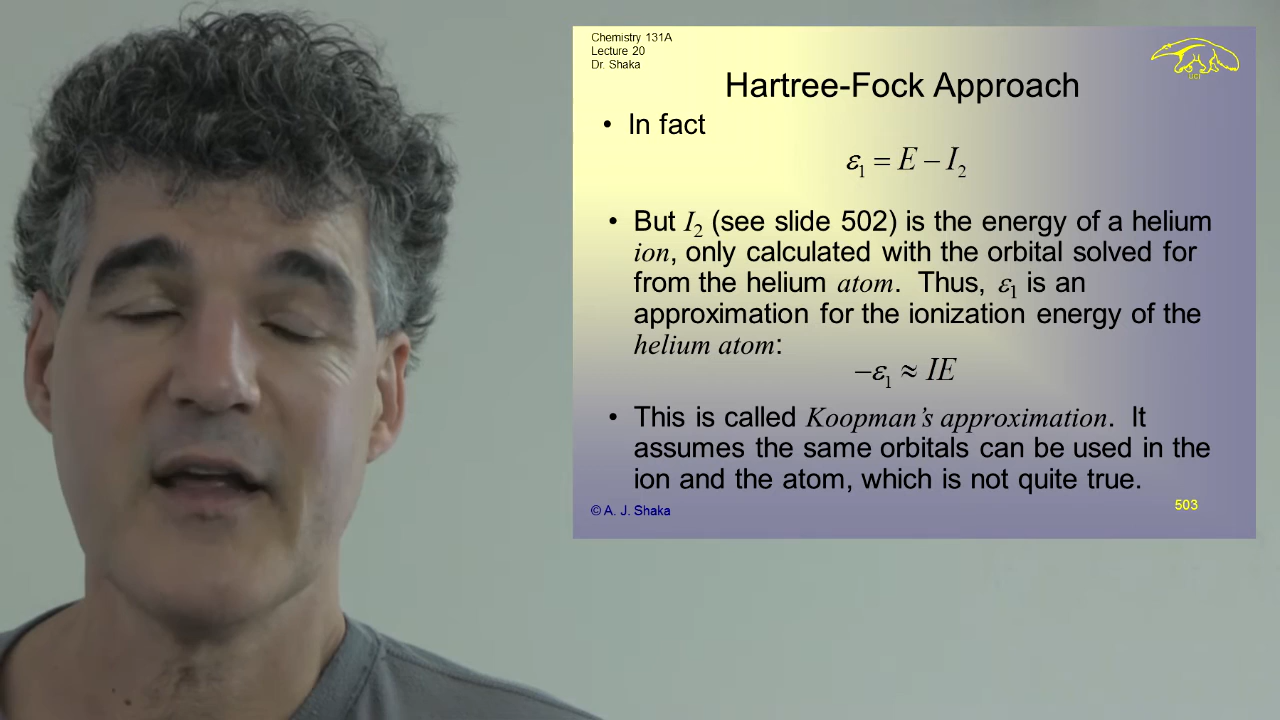 Chemistry 131A
Lecture 20
Dr. Shaka
uci
Hartree-Fock Approach
• In fact
ε₁ = E − I₂
• But I₂ (see slide 502) is the energy of a helium
ion, only calculated with the orbital solved for
from the helium atom. Thus, ε₁ is an
approximation for the ionization energy of the
helium atom:
−ε₁ ≈ IE
• This is called Koopman’s approximation. It
assumes the same orbitals can be used in the
ion and the atom, which is not quite true.
© A. J. Shaka
503